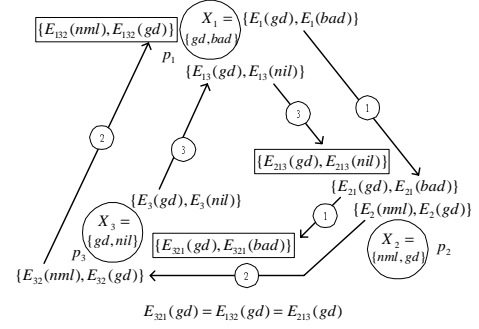 {E₁₃₂(nml), E₁₃₂(gd)}
X₁ =
{gd,bad}
{E₁(gd), E₁(bad)}
p₁
{E₁₃(gd), E₁₃(nil)}
1
2
3
3
{E₂₁₃(gd), E₂₁₃(nil)}
{E₂₁(gd), E₂₁(bad)}
{E₃(gd), E₃(nil)}
{E₂(nml), E₂(gd)}
1
X₃ =
{gd,nil}
p₃
{E₃₂₁(gd), E₃₂₁(bad)}
X₂ =
{nml,gd}
p₂
{E₃₂(nml), E₃₂(gd)}
2
E₃₂₁(gd) = E₁₃₂(gd) = E₂₁₃(gd)